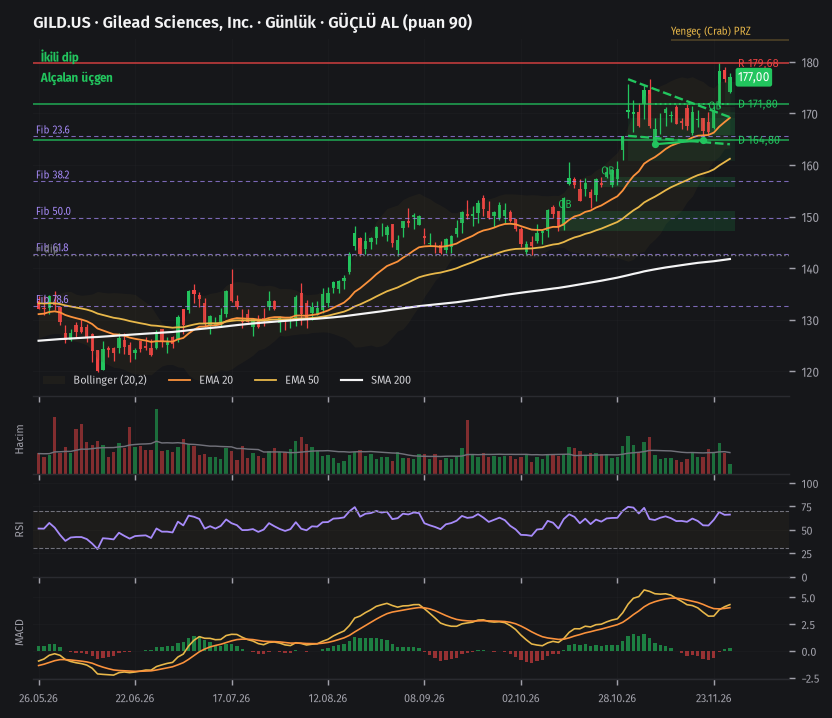 GILD.US · Gilead Sciences, Inc. · Günlük · GÜÇLÜ AL (puan 90)
Yengeç (Crab) PRZ
İkili dip
Alçalan üçgen
R 179,68
180
177,00
D 171,80
OB
170
Fib 23.6
D 164,80
Fib 38.2
OB
160
Fib 50.0
OB
150
Fib 61.8
140
Fib 78.6
130
120
Bollinger (20,2)
EMA 20
EMA 50
SMA 200
Hacim
RSI
100
75
50
25
0
MACD
5.0
2.5
0.0
−2.5
26.05.26
22.06.26
17.07.26
12.08.26
08.09.26
02.10.26
28.10.26
23.11.26